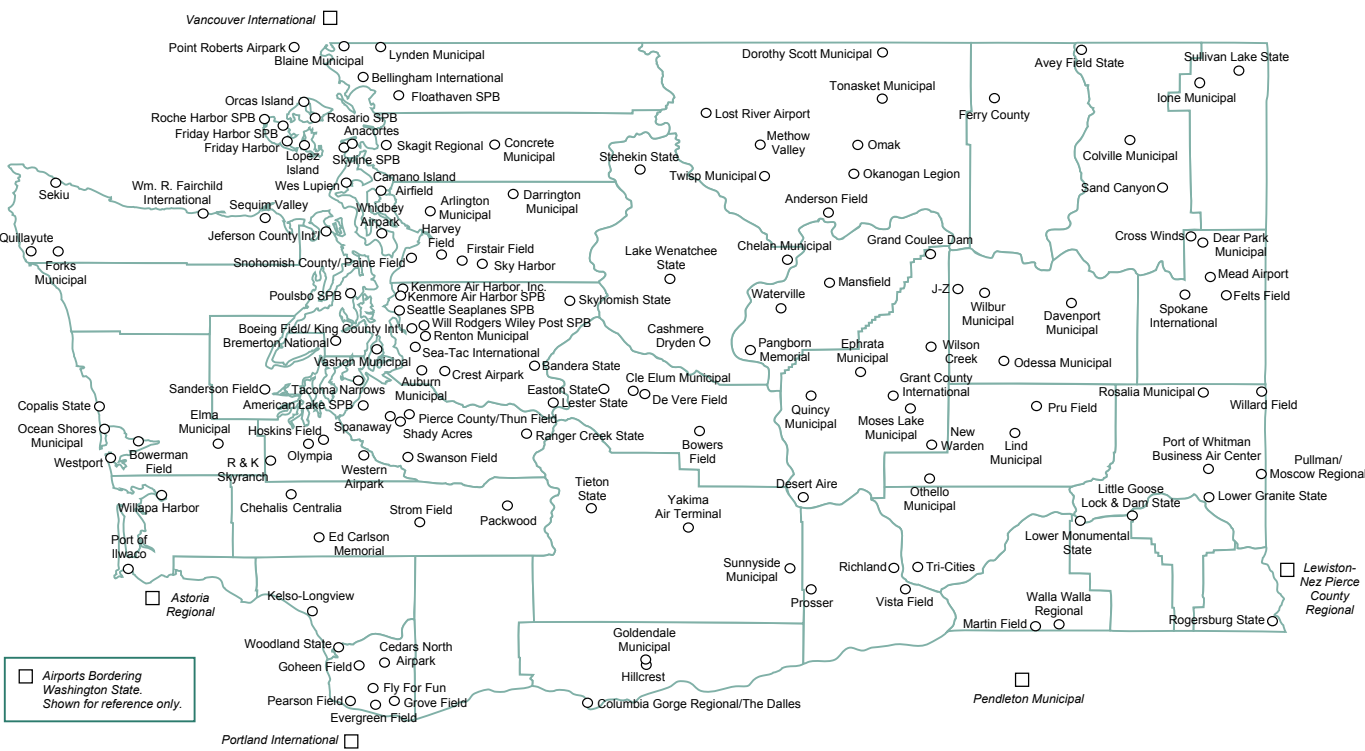 Vancouver International
Point Roberts Airpark
Blaine Municipal
Lynden Municipal
Bellingham International
Floathaven SPB
Orcas Island
Roche Harbor SPB
Rosario SPB
Friday Harbor SPB
Friday Harbor
Lopez
Island
Anacortes
Skyline SPB
Skagit Regional
Concrete
Municipal
Sekiu
Wm. R. Fairchild
International
Sequim Valley
Wes Lupien
Camano Island
Airfield
Whidbey
Airpark
Arlington
Municipal
Darrington
Municipal
Harvey
Field
Firstair Field
Sky Harbor
Quillayute
Forks
Municipal
Jeferson County Int'l
Snohomish County/ Paine Field
Poulsbo SPB
Kenmore Air Harbor, Inc.
Kenmore Air Harbor SPB
Seattle Seaplanes SPB
Will Rodgers Wiley Post SPB
Boeing Field/ King County Int'l
Renton Municipal
Bremerton National
Skyhomish State
Vashon Municipal
Sea-Tac International
Auburn
Municipal
Crest Airpark
Bandera State
Sanderson Field
Tacoma Narrows
American Lake SPB
Easton State
Lester State
Cle Elum Municipal
De Vere Field
Copalis State
Ocean Shores
Municipal
Westport
Bowerman
Field
Elma
Municipal
Hoskins Field
Olympia
R & K
Skyranch
Spanaway
Pierce County/Thun Field
Shady Acres
Western
Airpark
Swanson Field
Ranger Creek State
Willapa Harbor
Chehalis Centralia
Strom Field
Packwood
Ed Carlson
Memorial
Port of
Ilwaco
Astoria
Regional
Kelso-Longview
Woodland State
Cedars North
Airpark
Goheen Field
Fly For Fun
Pearson Field
Grove Field
Evergreen Field
Portland International
Dorothy Scott Municipal
Tonasket Municipal
Lost River Airport
Methow
Valley
Omak
Stehekin State
Twisp Municipal
Okanogan Legion
Anderson Field
Lake Wenatchee
State
Chelan Municipal
Grand Coulee Dam
Mansfield
Waterville
Cashmere
Dryden
Pangborn
Memorial
Ephrata
Municipal
J-Z
Wilbur
Municipal
Davenport
Municipal
Wilson
Creek
Odessa Municipal
Grant County
International
Quincy
Municipal
Moses Lake
Municipal
Pru Field
New
Warden
Lind
Municipal
Bowers
Field
Desert Aire
Othello
Municipal
Tieton
State
Yakima
Air Terminal
Sunnyside
Municipal
Prosser
Richland
Tri-Cities
Vista Field
Goldendale
Municipal
Hillcrest
Columbia Gorge Regional/The Dalles
Avey Field State
Sullivan Lake State
Ione Municipal
Ferry County
Colville Municipal
Sand Canyon
Cross Winds
Dear Park
Municipal
Mead Airport
Felts Field
Spokane
International
Rosalia Municipal
Willard Field
Port of Whitman
Business Air Center
Pullman/
Moscow Regional
Little Goose
Lock & Dam State
Lower Granite State
Lower Monumental
State
Walla Walla
Regional
Martin Field
Rogersburg State
Lewiston-
Nez Pierce
County
Regional
Pendleton Municipal
Airports Bordering
Washington State.
Shown for reference only.